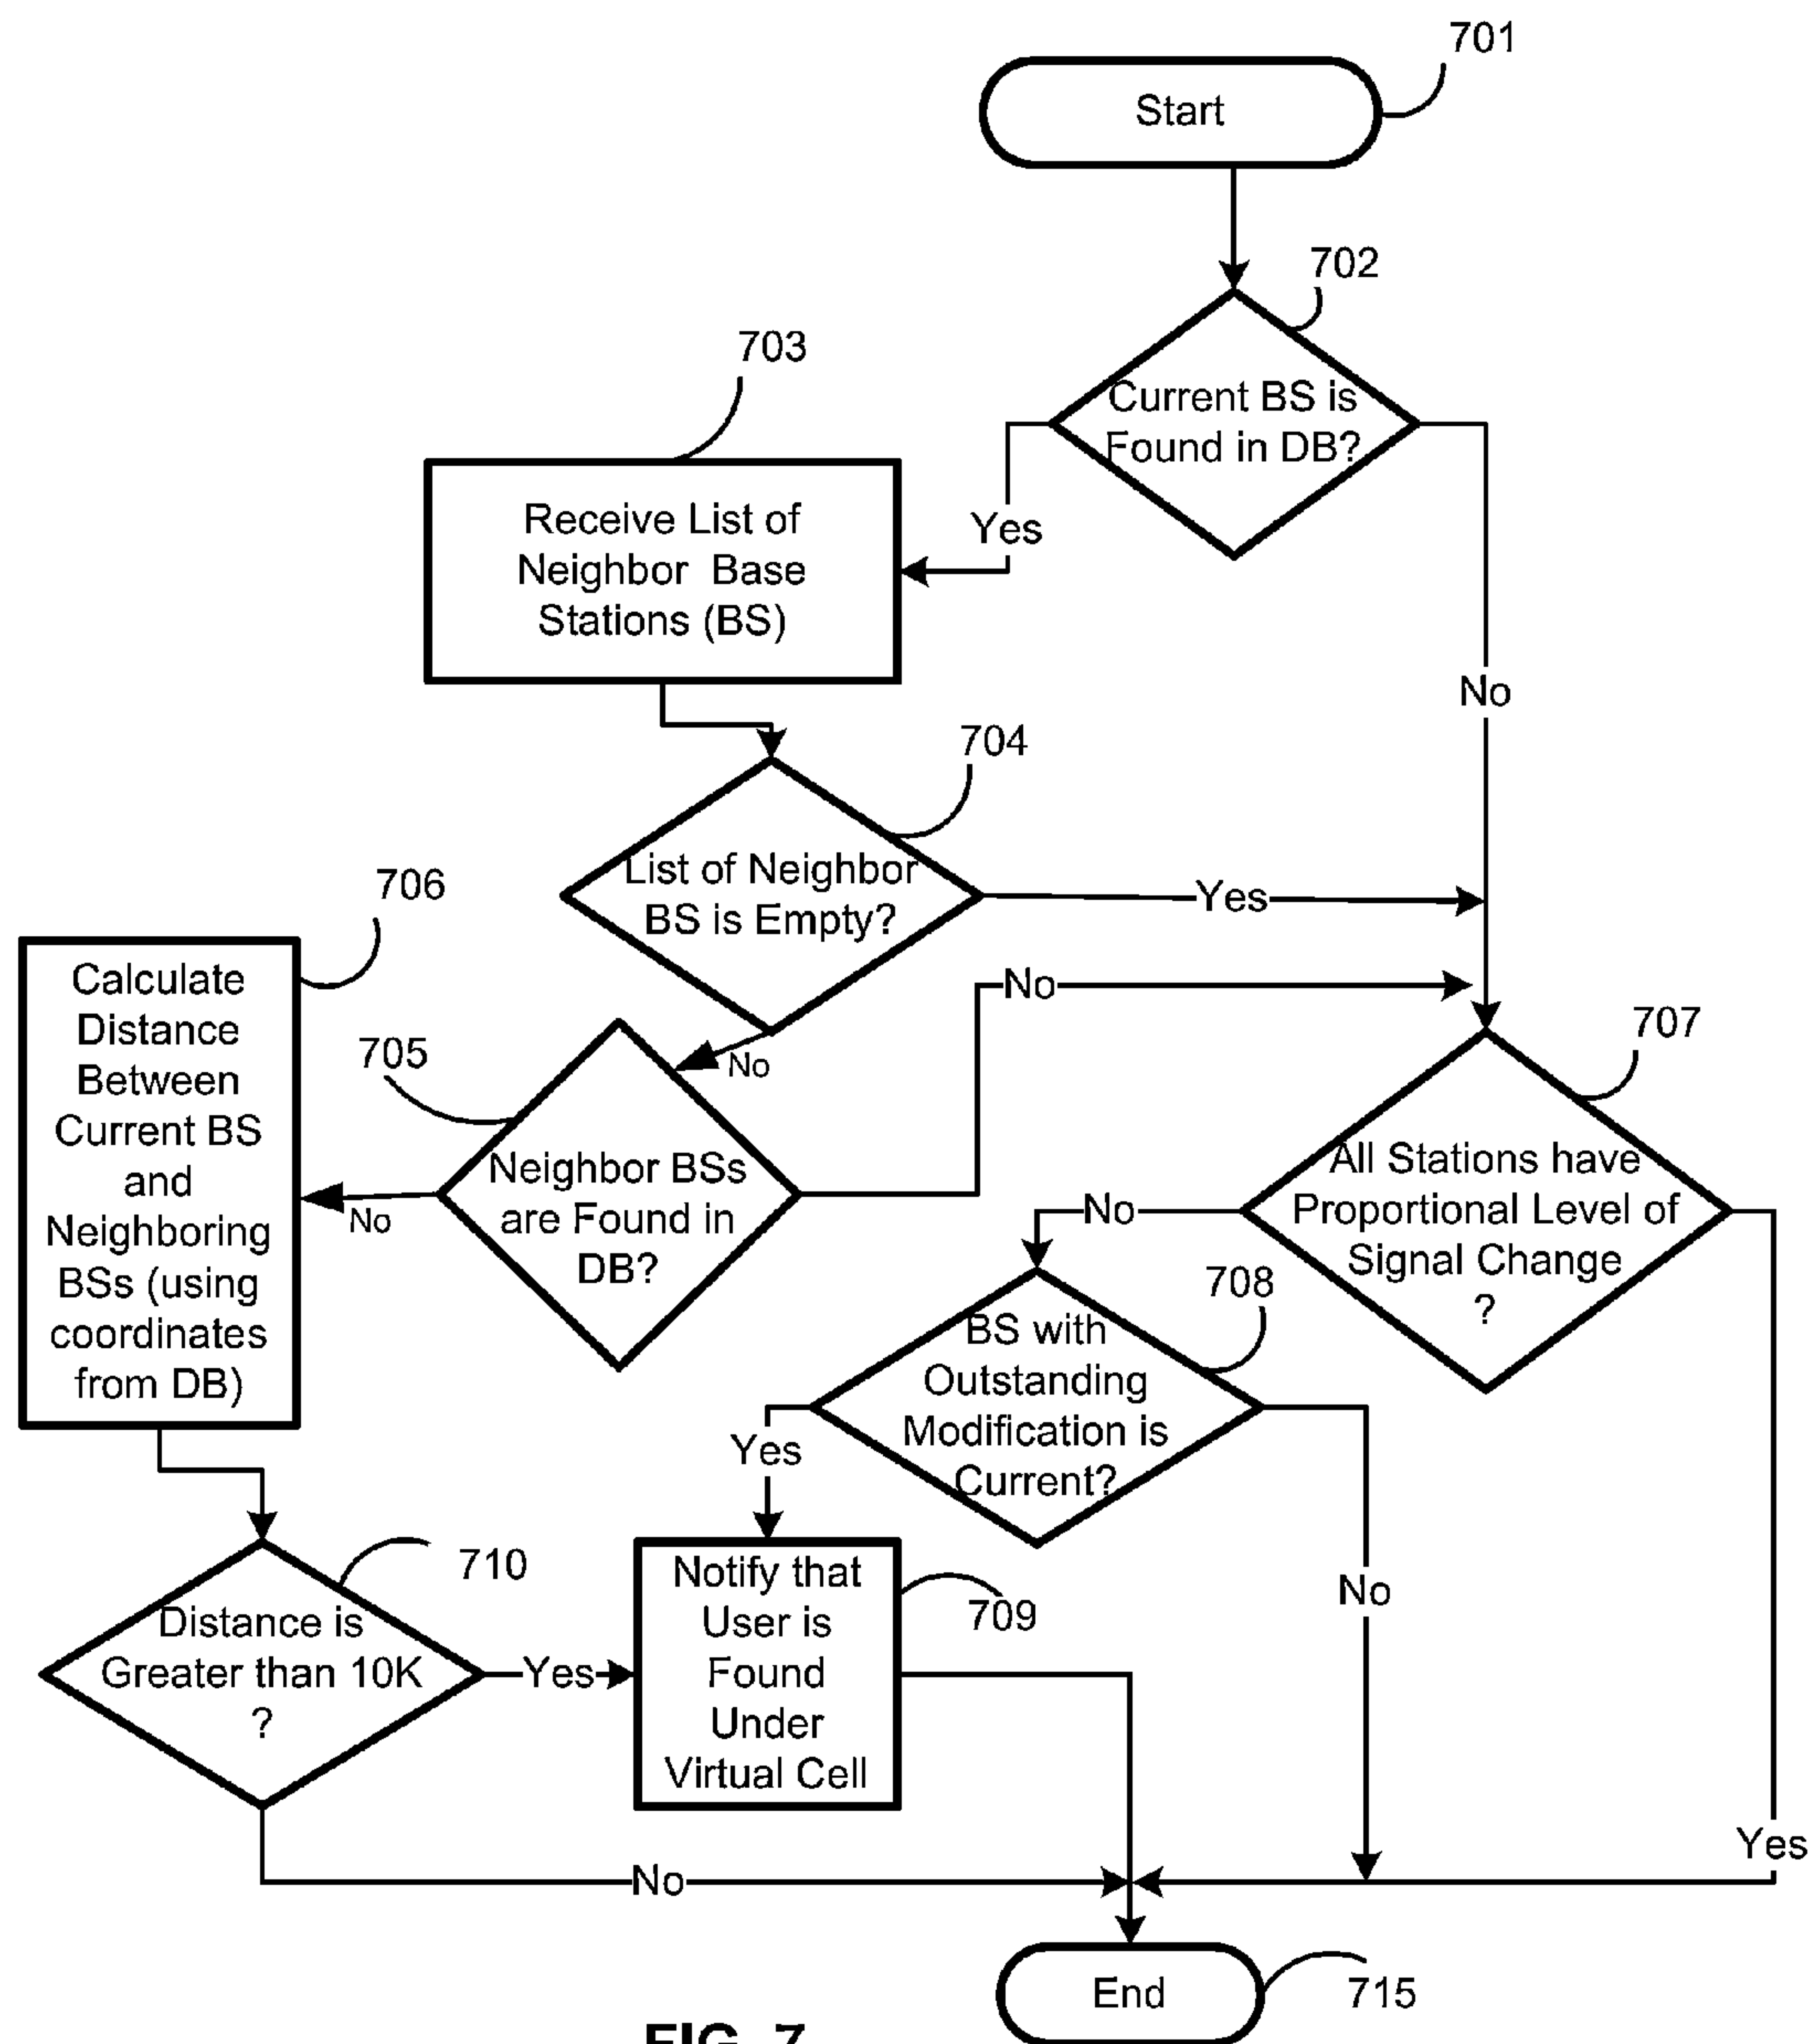 701
Start
702
Current BS is
Found in DB?
703
Receive List of
Neighbor Base
Stations (BS)
Yes
No
704
List of Neighbor
BS is Empty?
Yes
706
Calculate
Distance
Between
Current BS
and
Neighboring
BSs (using
coordinates
from DB)
No
No
705
Neighbor BSs
are Found in
DB?
No
707
All Stations have
Proportional Level of
Signal Change
?
No
708
BS with
Outstanding
Modification is
Current?
Yes
No
710
Distance is
Greater than 10K
?
Yes
Notify that
User is
Found
Under
Virtual Cell
709
Yes
No
End
715
FIG. 7